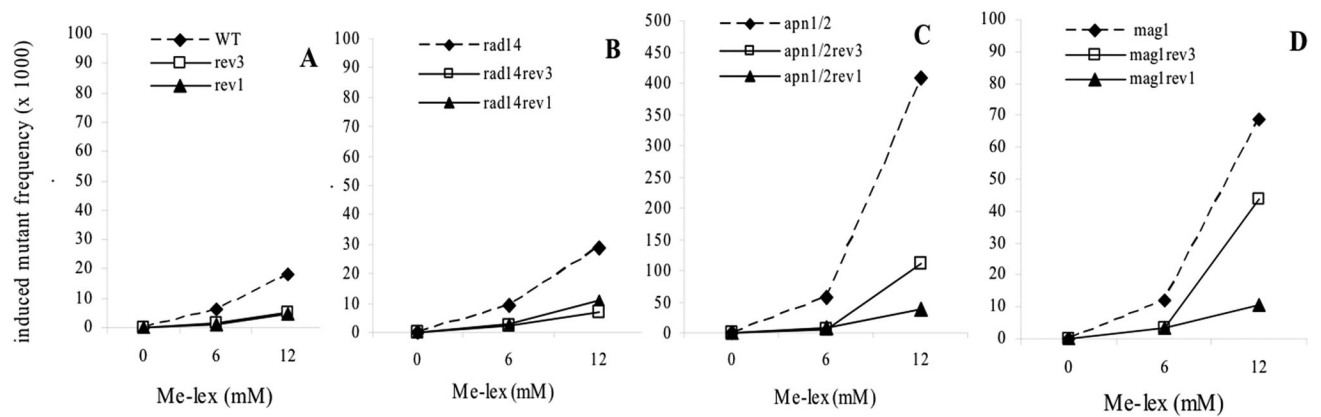 induced mutant frequency (x 1000)
A
WT
rev3
rev1
100
90
80
70
60
50
40
30
20
10
0
0 6 12
Me-lex (mM)
B
rad14
rad14rev3
rad14rev1
100
90
80
70
60
50
40
30
20
10
0
0 6 12
Me-lex (mM)
C
apn1/2
apn1/2rev3
apn1/2rev1
500
450
400
350
300
250
200
150
100
50
0
0 6 12
Me-lex (mM)
D
mag1
mag1rev3
mag1rev1
100
90
80
70
60
50
40
30
20
10
0
0 6 12
Me-lex (mM)